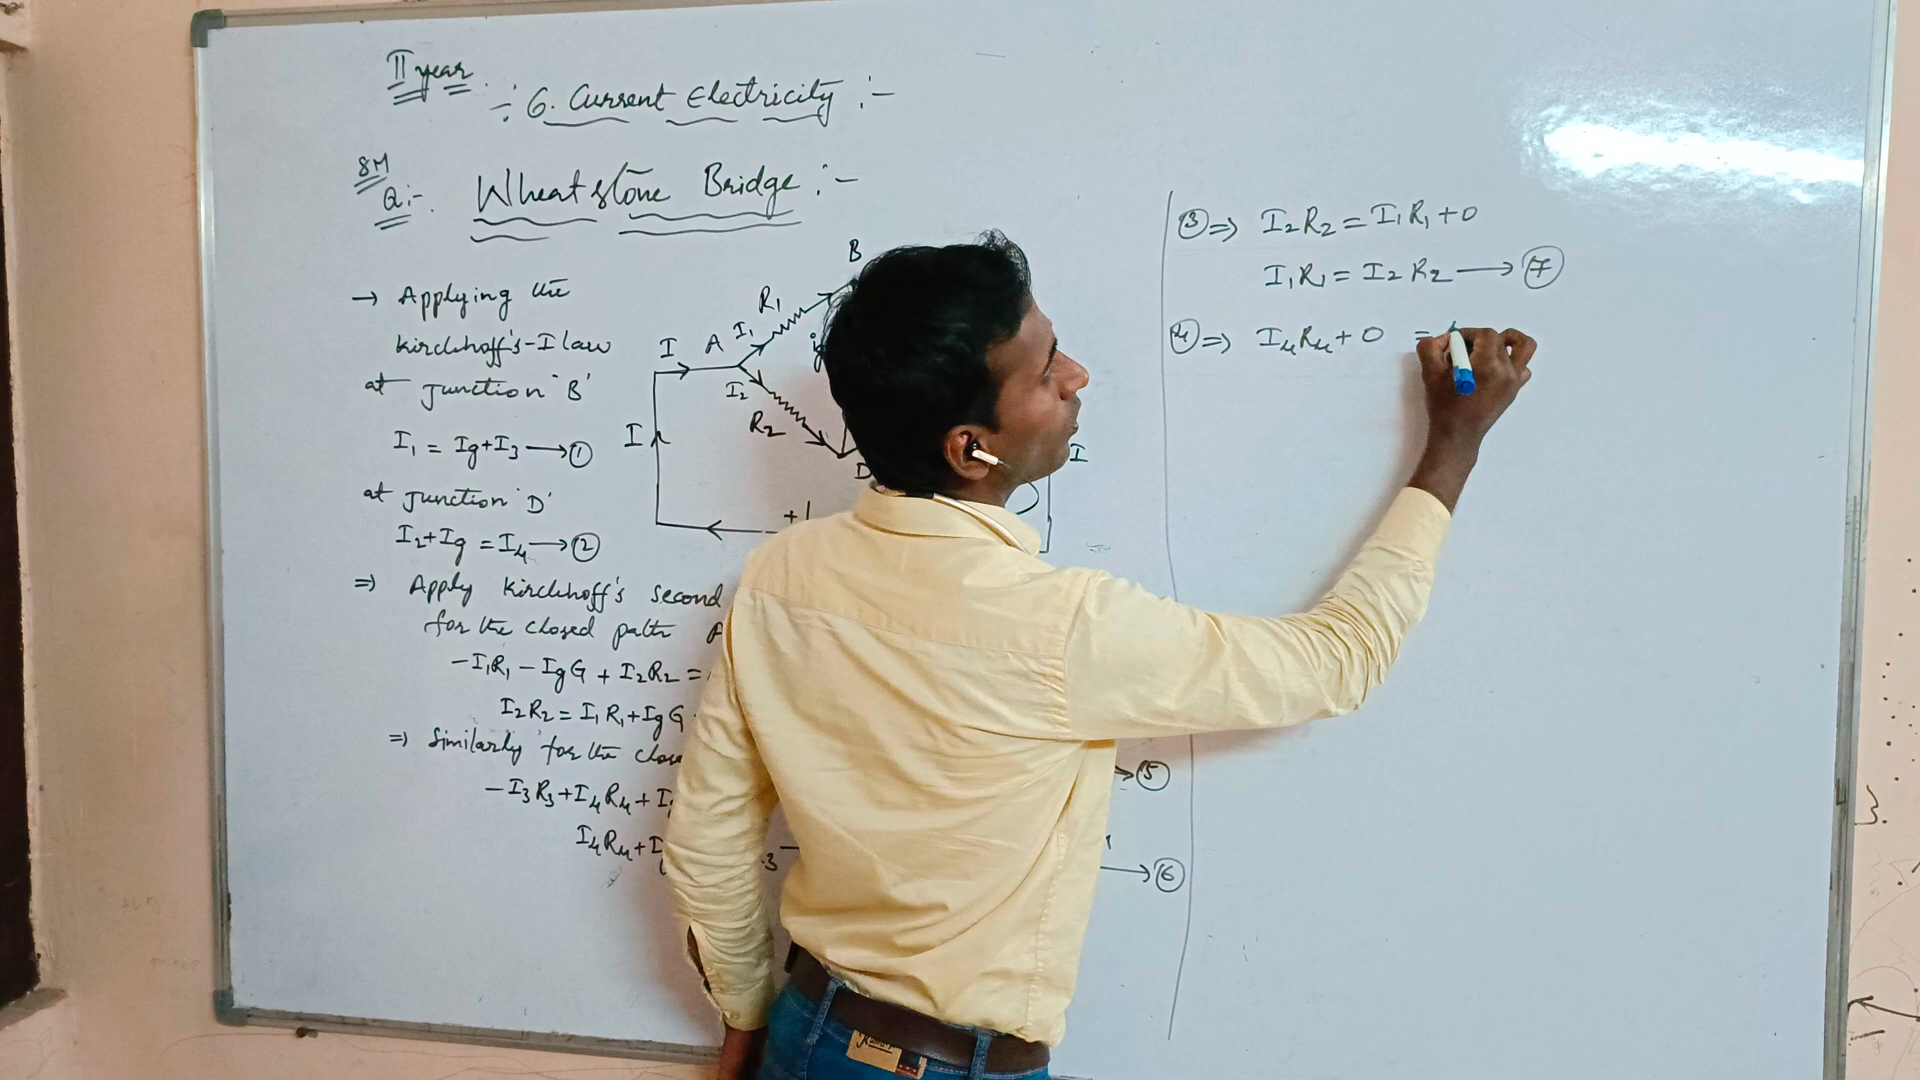 II year
:- 6. Current Electricity :-
8M
Q:- Wheatstone Bridge :-
→ Applying the
Kirchhoff's-I law
at Junction 'B'
I₁ = Ig+I₃ → ①
at Junction 'D'
I₂+Ig = I₄ → ②
⇒ Apply Kirchhoff's second
for the closed path
-I₁R₁ - IgG + I₂R₂ =
I₂R₂ = I₁R₁+IgG
⇒ Similarly for the
-I₃R₃+I₄R₄+
I₄R₄+
B
R₁
I₁
A
I
I₂
R₂
I
D
+
I
3
⑤
⑥
③⇒ I₂R₂ = I₁R₁+0
I₁R₁ = I₂R₂ → ⑦
④⇒ I₄R₄+0 =